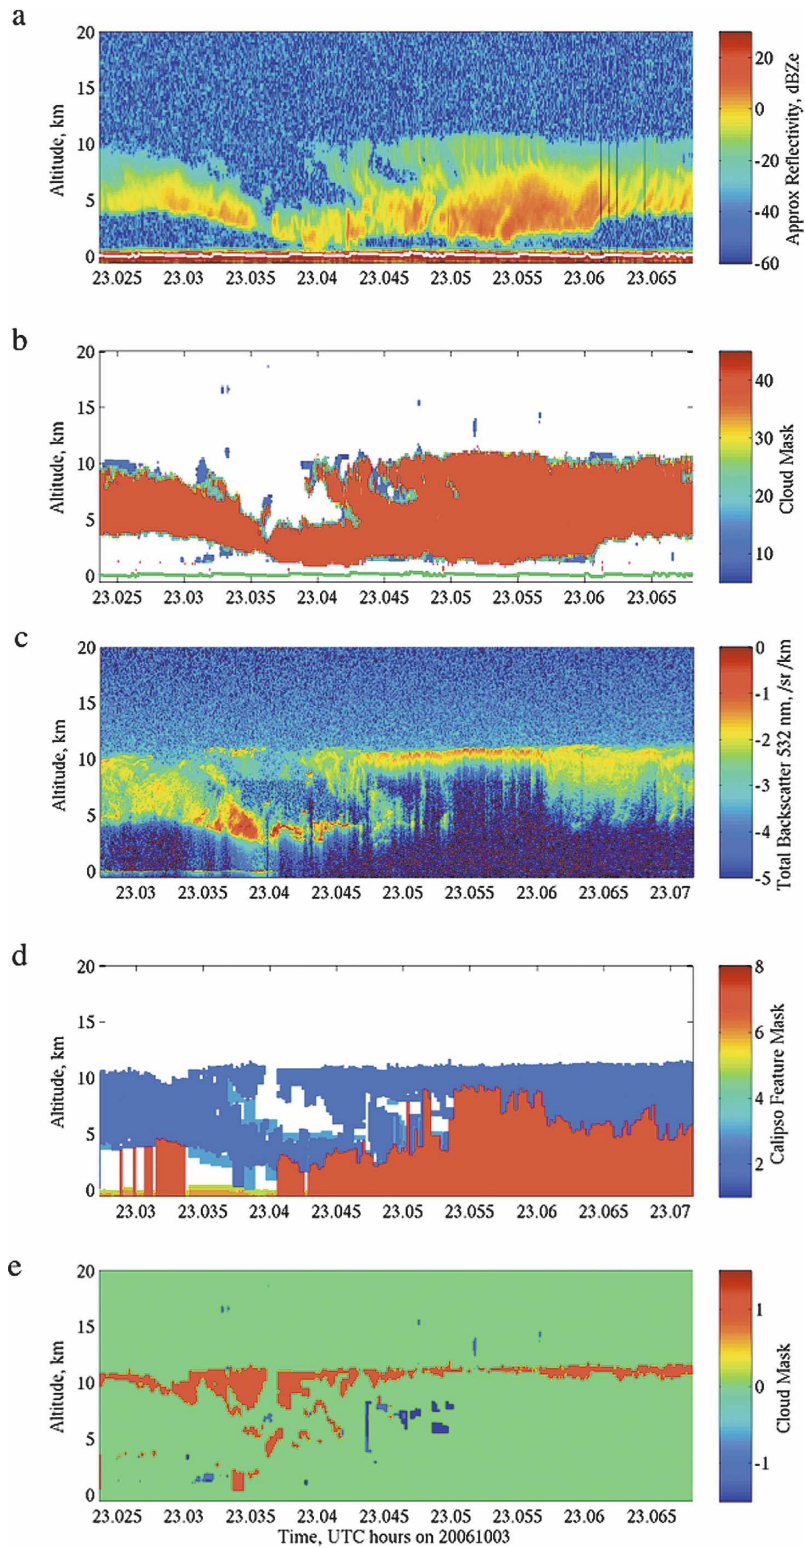 a
20
15
10
5
0
Altitude, km
23.025 23.03 23.035 23.04 23.045 23.05 23.055 23.06 23.065
20
0
-20
-40
-60
Approx Reflectivity, dBZe
b
20
15
10
5
0
Altitude, km
23.025 23.03 23.035 23.04 23.045 23.05 23.055 23.06 23.065
40
30
20
10
Cloud Mask
c
20
15
10
5
0
Altitude, km
23.03 23.035 23.04 23.045 23.05 23.055 23.06 23.065 23.07
0
-1
-2
-3
-4
-5
Total Backscatter 532 nm, /sr/km
d
20
15
10
5
0
Altitude, km
23.03 23.035 23.04 23.045 23.05 23.055 23.06 23.065 23.07
8
6
4
2
Calipso Feature Mask
e
20
15
10
5
0
Altitude, km
23.025 23.03 23.035 23.04 23.045 23.05 23.055 23.06 23.065
Time, UTC hours on 20061003
1
0
-1
Cloud Mask